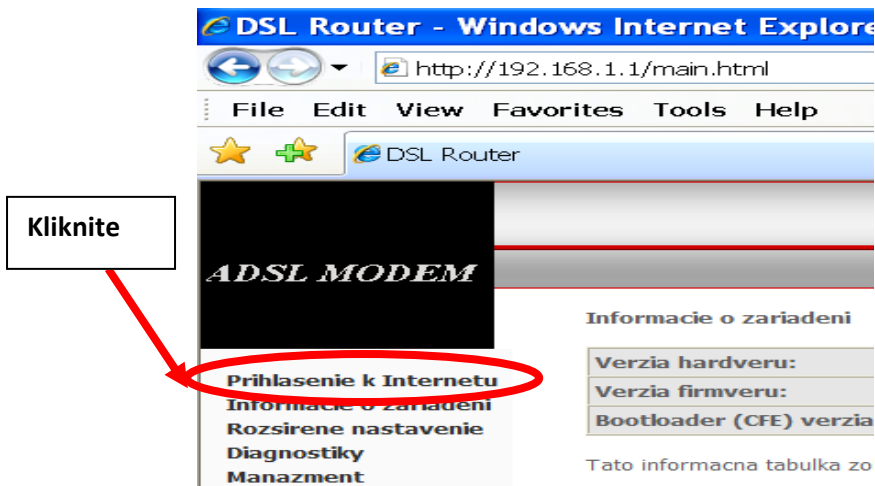 DSL Router - Windows Internet Explore
http://192.168.1.1/main.html
File Edit View Favorites Tools Help
DSL Router
Kliknite
ADSL MODEM
Informacie o zariadeni
Verzia hardveru:
Verzia firmveru:
Bootloader (CFE) verzia
Tato informacna tabulka zo
Prihlasenie k Internetu
Informacie o zariadeni
Rozsirene nastavenie
Diagnostiky
Manazment